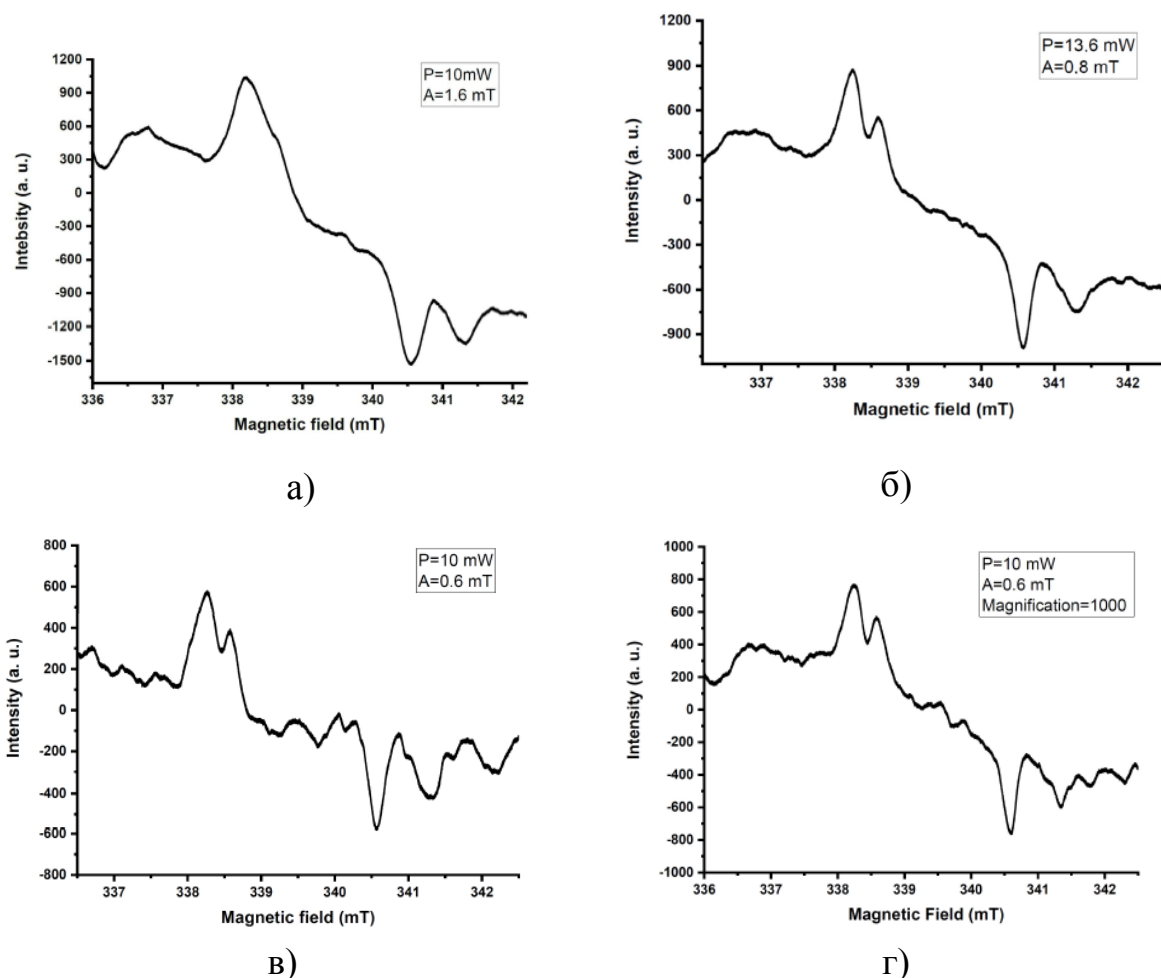 P=10mW
A=1.6 mT
1200
900
600
300
0
-300
-600
-900
-1200
-1500
Intebsity (a. u.)
336 337 338 339 340 341 342
Magnetic field (mT)
а)
P=13.6 mW
A=0.8 mT
1200
900
600
300
0
-300
-600
-900
Intensity (a. u.)
337 338 339 340 341 342
Magnetic field (mT)
б)
P=10 mW
A=0.6 mT
800
600
400
200
0
-200
-400
-600
-800
Intensity (a. u.)
337 338 339 340 341 342
Magnetic field (mT)
в)
P=10 mW
A=0.6 mT
Magnification=1000
1000
800
600
400
200
0
-200
-400
-600
-800
-1000
Intensity (a. u.)
336 337 338 339 340 341 342
Magnetic Field (mT)
г)